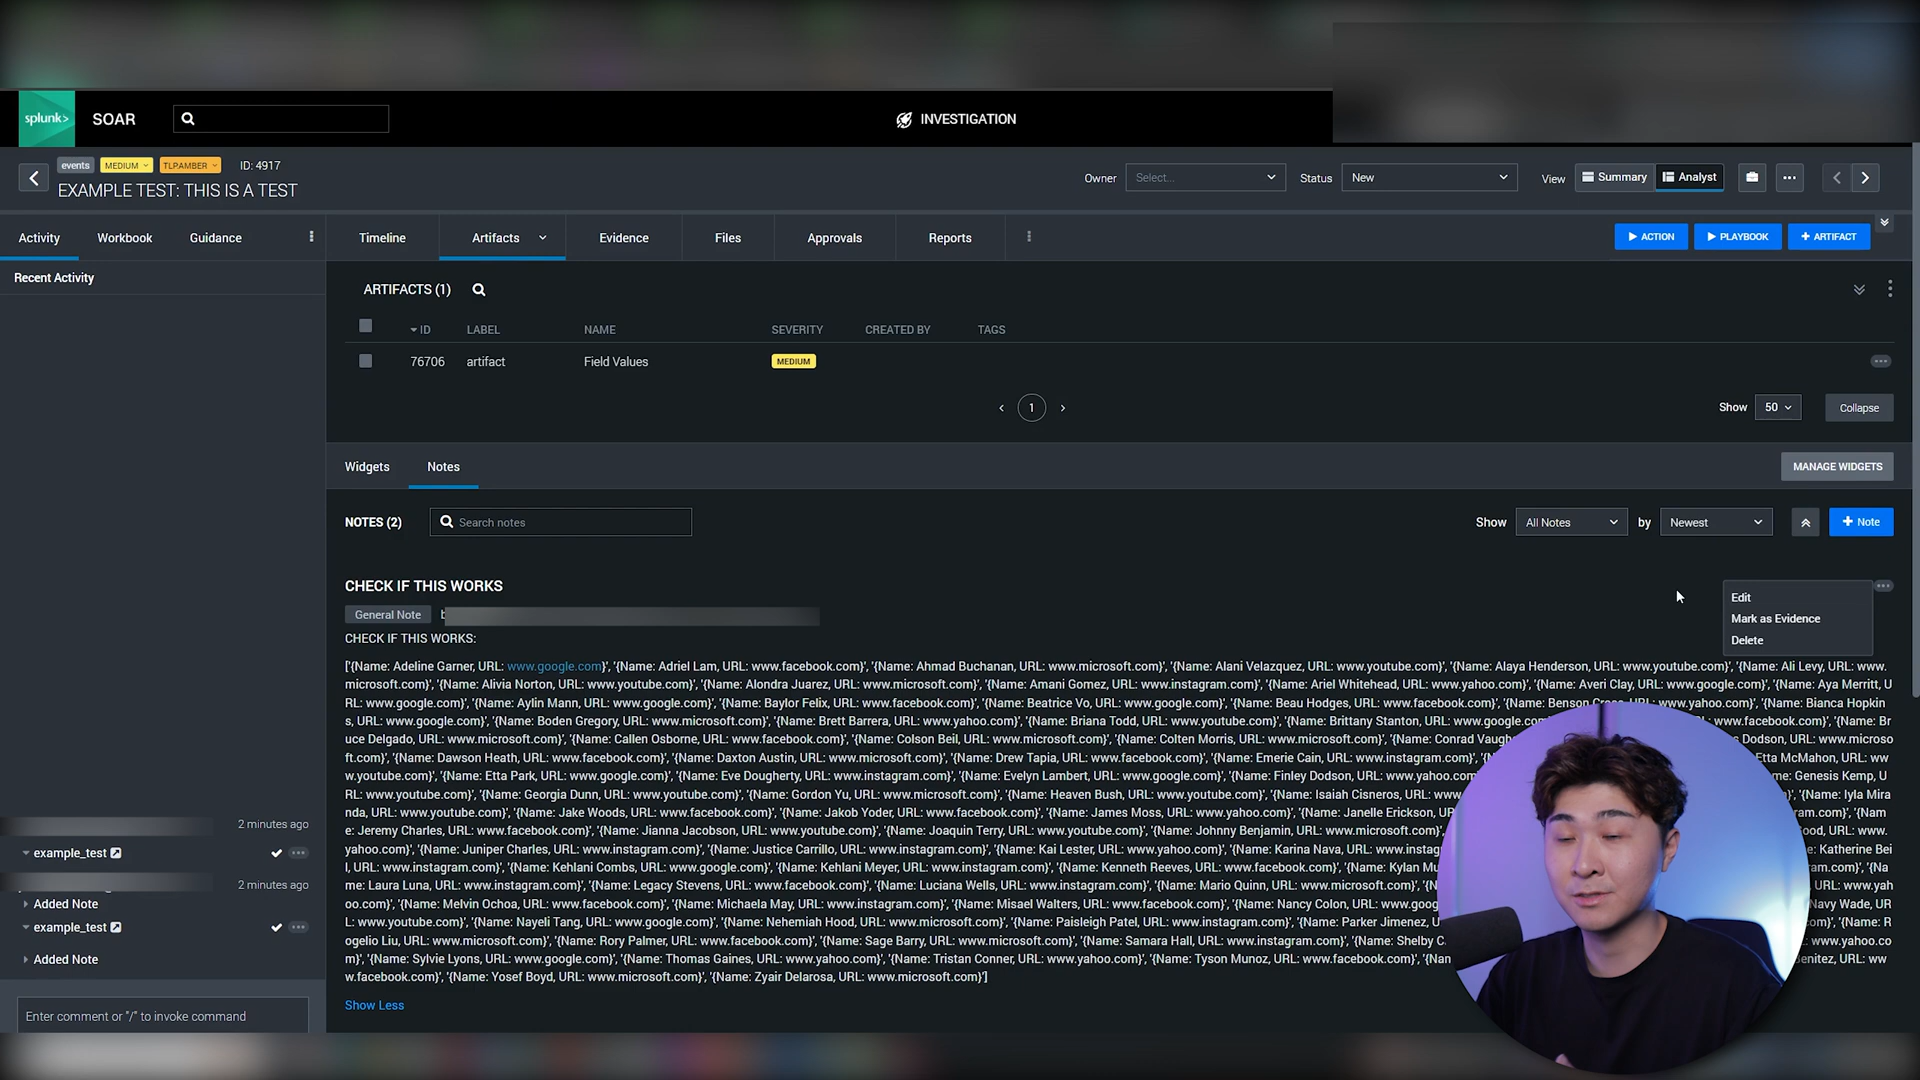 splunk>
SOAR
INVESTIGATION
events
MEDIUM
TLP:AMBER
ID: 4917
EXAMPLE TEST: THIS IS A TEST
Owner
Select...
Status
New
View
Summary
Analyst
Activity
Workbook
Guidance
Timeline
Artifacts
Evidence
Files
Approvals
Reports
ACTION
PLAYBOOK
+ ARTIFACT
Recent Activity
ARTIFACTS (1)
ID LABEL NAME SEVERITY CREATED BY TAGS
76706 artifact Field Values MEDIUM
1
Show 50
Collapse
Widgets
Notes
MANAGE WIDGETS
NOTES (2)
Search notes
Show
All Notes
by
Newest
+ Note
CHECK IF THIS WORKS
General Note
Edit
Mark as Evidence
Delete
CHECK IF THIS WORKS:
['{Name: Adeline Garner, URL: www.google.com}', '{Name: Adriel Lam, URL: www.facebook.com}', '{Name: Ahmad Buchanan, URL: www.microsoft.com}', '{Name: Alani Velazquez, URL: www.youtube.com}', '{Name: Alaya Henderson, URL: www.youtube.com}', '{Name: Ali Levy, URL: www.
microsoft.com}', '{Name: Alivia Norton, URL: www.youtube.com}', '{Name: Alondra Juarez, URL: www.microsoft.com}', '{Name: Amani Gomez, URL: www.instagram.com}', '{Name: Ariel Whitehead, URL: www.yahoo.com}', '{Name: Averi Clay, URL: www.google.com}', '{Name: Aya Merritt, U
RL: www.google.com}', '{Name: Aylin Mann, URL: www.google.com}', '{Name: Baylor Felix, URL: www.facebook.com}', '{Name: Beatrice Vo, URL: www.google.com}', '{Name: Beau Hodges, URL: www.facebook.com}', '{Name: Benson URL: www.microsoft.com}', '{Name: Bianca Hopkin
s, URL: www.google.com}', '{Name: Boden Gregory, URL: www.microsoft.com}', '{Name: Brett Barrera, URL: www.yahoo.com}', '{Name: Briana Todd, URL: www.youtube.com}', '{Name: Brittany Stanton, URL: www.google.com www.facebook.com}', '{Name: Br
uce Delgado, URL: www.microsoft.com}', '{Name: Callen Osborne, URL: www.facebook.com}', '{Name: Colson Beil, URL: www.microsoft.com}', '{Name: Colten Morris, URL: www.microsoft.com}', '{Name: Conrad Dodson, URL: www.microso
ft.com}', '{Name: Dawson Heath, URL: www.facebook.com}', '{Name: Daxton Austin, URL: www.microsoft.com}', '{Name: Drew Tapia, URL: www.facebook.com}', '{Name: Emerie Cain, URL: www.instagram.com}' Etta McMahon, URL: ww
w.youtube.com}', '{Name: Etta Park, URL: www.google.com}', '{Name: Eve Dougherty, URL: www.instagram.com}', '{Name: Evelyn Lambert, URL: www.google.com}', '{Name: Finley Dodson, URL: www.yahoo.com '{Name: Genesis Kemp, U
RL: www.google.com}', '{Name: Georgia Dunn, URL: www.youtube.com}', '{Name: Gordon Yu, URL: www.microsoft.com}', '{Name: Heaven Bush, URL: www.youtube.com}', '{Name: Isaiah Cisneros, URL: www '{Name: Iyla Mira
nda, URL: www.youtube.com}', '{Name: Jake Woods, URL: www.facebook.com}', '{Name: Jakob Yoder, URL: www.facebook.com}', '{Name: James Moss, URL: www.yahoo.com}', '{Name: Janelle Erickson, URL: www.
e: Jeremy Charles, URL: www.facebook.com}', '{Name: Jianna Jacobson, URL: www.youtube.com}', '{Name: Joaquin Terry, URL: www.youtube.com}', '{Name: Johnny Benjamin, URL: www.microsoft.com} URL: www.
yahoo.com}', '{Name: Juniper Charles, URL: www.instagram.com}', '{Name: Justice Carrillo, URL: www.google.com}', '{Name: Kai Lester, URL: www.yahoo.com}', '{Name: Karina Nava, URL: www.instag '{Name: Katherine Bei
l, URL: www.instagram.com}', '{Name: Kehlani Combs, URL: www.google.com}', '{Name: Kehlani Meyer, URL: www.instagram.com}', '{Name: Kenneth Reeves, URL: www.facebook.com}', '{Name: Kylan
me: Laura Luna, URL: www.instagram.com}', '{Name: Legacy Stevens, URL: www.facebook.com}', '{Name: Luciana Wells, URL: www.instagram.com}', '{Name: Mario Quinn, URL: www.microsoft.com}', '{Name: URL: www.yah
oo.com}', '{Name: Melvin Ochoa, URL: www.facebook.com}', '{Name: Michaela May, URL: www.instagram.com}', '{Name: Misael Walters, URL: www.facebook.com}', '{Name: Nancy Colon, URL: www.goog Navy Wade, UR
L: www.youtube.com}', '{Name: Nayeli Tang, URL: www.google.com}', '{Name: Nehemiah Hood, URL: www.microsoft.com}', '{Name: Paisleigh Patel, URL: www.instagram.com}', '{Name: Parker Jimenez, U '{Name: R
ogelio Liu, URL: www.microsoft.com}', '{Name: Rory Palmer, URL: www.facebook.com}', '{Name: Sage Barry, URL: www.microsoft.com}', '{Name: Samara Hall, URL: www.instagram.com}', '{Name: Shelby www.yahoo.co
m}', '{Name: Sylvie Lyons, URL: www.google.com}', '{Name: Thomas Gaines, URL: www.yahoo.com}', '{Name: Tristan Conner, URL: www.yahoo.com}', '{Name: Tyson Munoz, URL: www.facebook.com}', '{Na URL: ww
w.facebook.com}', '{Name: Yosef Boyd, URL: www.microsoft.com}', '{Name: Zyair Delarosa, URL: www.microsoft.com}']
Show Less
2 minutes ago
example_test
2 minutes ago
Added Note
example_test
Added Note
Enter comment or "/" to invoke command